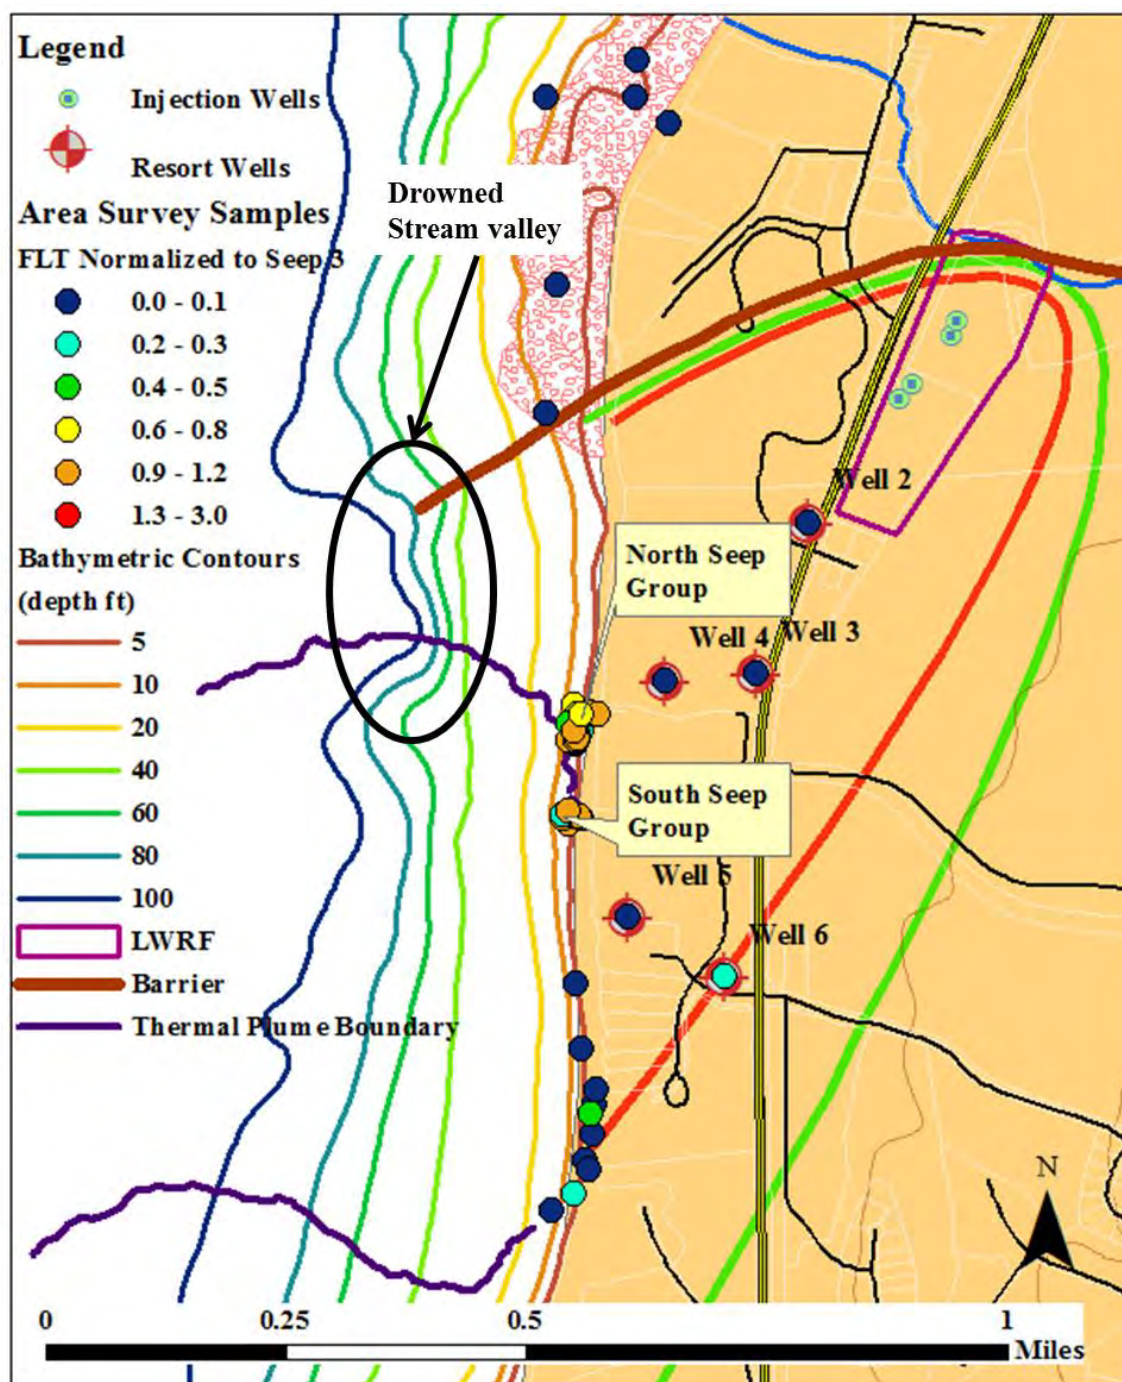 Legend
Injection Wells
Resort Wells
Area Survey Samples
FLT Normalized to Seep 3
0.0 - 0.1
0.2 - 0.3
0.4 - 0.5
0.6 - 0.8
0.9 - 1.2
1.3 - 3.0
Bathymetric Contours
(depth ft)
5
10
20
40
60
80
100
LWRF
Barrier
Thermal Plume Boundary
Drowned
Stream valley
Well 2
North Seep
Group
Well 4
Well 3
South Seep
Group
Well 5
Well 6
N
0
0.25
0.5
1
Miles